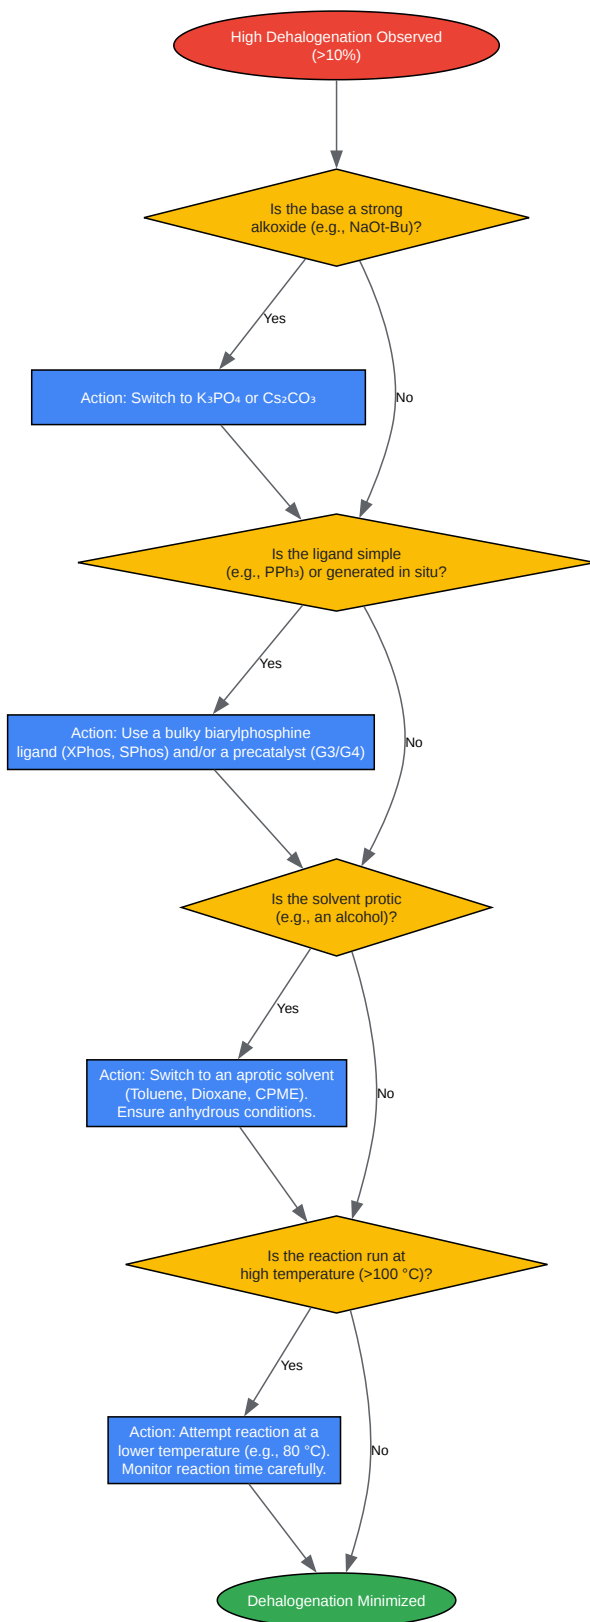 High Dehalogenation Observed
(>10%)
Is the base a strong
alkoxide (e.g., NaOt-Bu)?
Yes
Action: Switch to K₃PO₄ or Cs₂CO₃
No
Is the ligand simple
(e.g., PPh₃) or generated in situ?
Yes
Action: Use a bulky biarylphosphine
ligand (XPhos, SPhos) and/or a precatalyst (G3/G4)
No
Is the solvent protic
(e.g., an alcohol)?
Yes
Action: Switch to an aprotic solvent
(Toluene, Dioxane, CPME).
Ensure anhydrous conditions.
No
Is the reaction run at
high temperature (>100 °C)?
Yes
Action: Attempt reaction at a
lower temperature (e.g., 80 °C).
Monitor reaction time carefully.
No
Dehalogenation Minimized